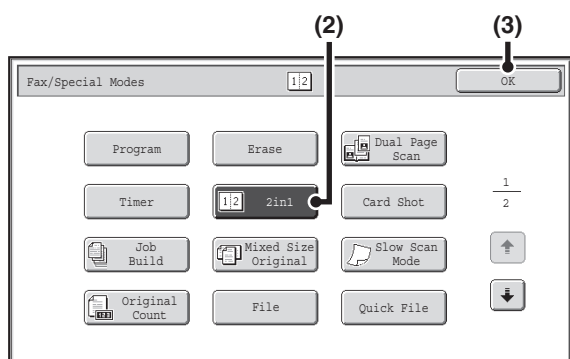 (2) (3)
Fax/Special Modes 1 2 OK
Program Erase Dual Page
Scan
Timer 1 2 2in1 Card Shot 1
2
Job
Build Mixed Size
Original Slow Scan
Mode
Original
Count File Quick File
123